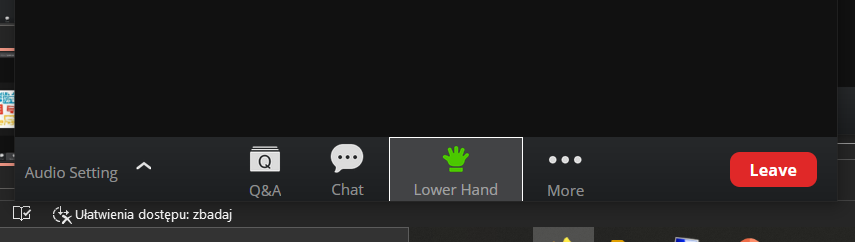 Audio Setting
Q
Q&A
Chat
Lower Hand
More
Leave
Ułatwienia dostępu: zbadaj